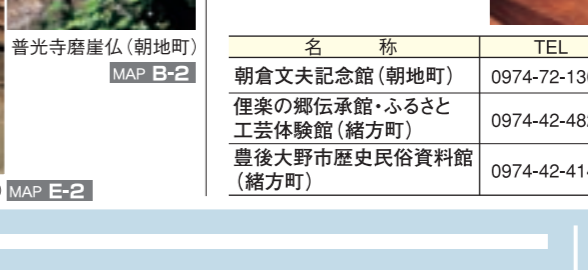 普光寺磨崖仏（朝地町）
MAP B-2
MAP E-2
名　称 TEL
朝倉文夫記念館（朝地町） 0974-72-13
俚楽の郷伝承館・ふるさと
工芸体験館（緒方町） 0974-42-48
豊後大野市歴史民俗資料館
（緒方町） 0974-42-41